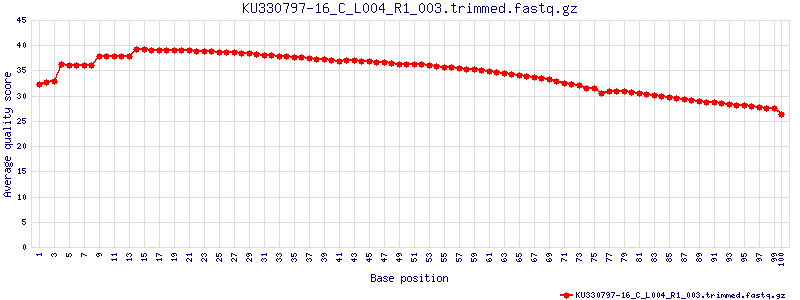 KU330797-16_C_L004_R1_003.trimmed.fastq.gz
Average quality score
45
40
35
30
25
20
15
10
5
0
1 3 5 7 9 11 13 15 17 19 21 23 25 27 29 31 33 35 37 39 41 43 45 47 49 51 53 55 57 59 61 63 65 67 69 71 73 75 77 79 81 83 85 87 89 91 93 95 97 99 100
Base position
KU330797-16_C_L004_R1_003.trimmed.fastq.gz